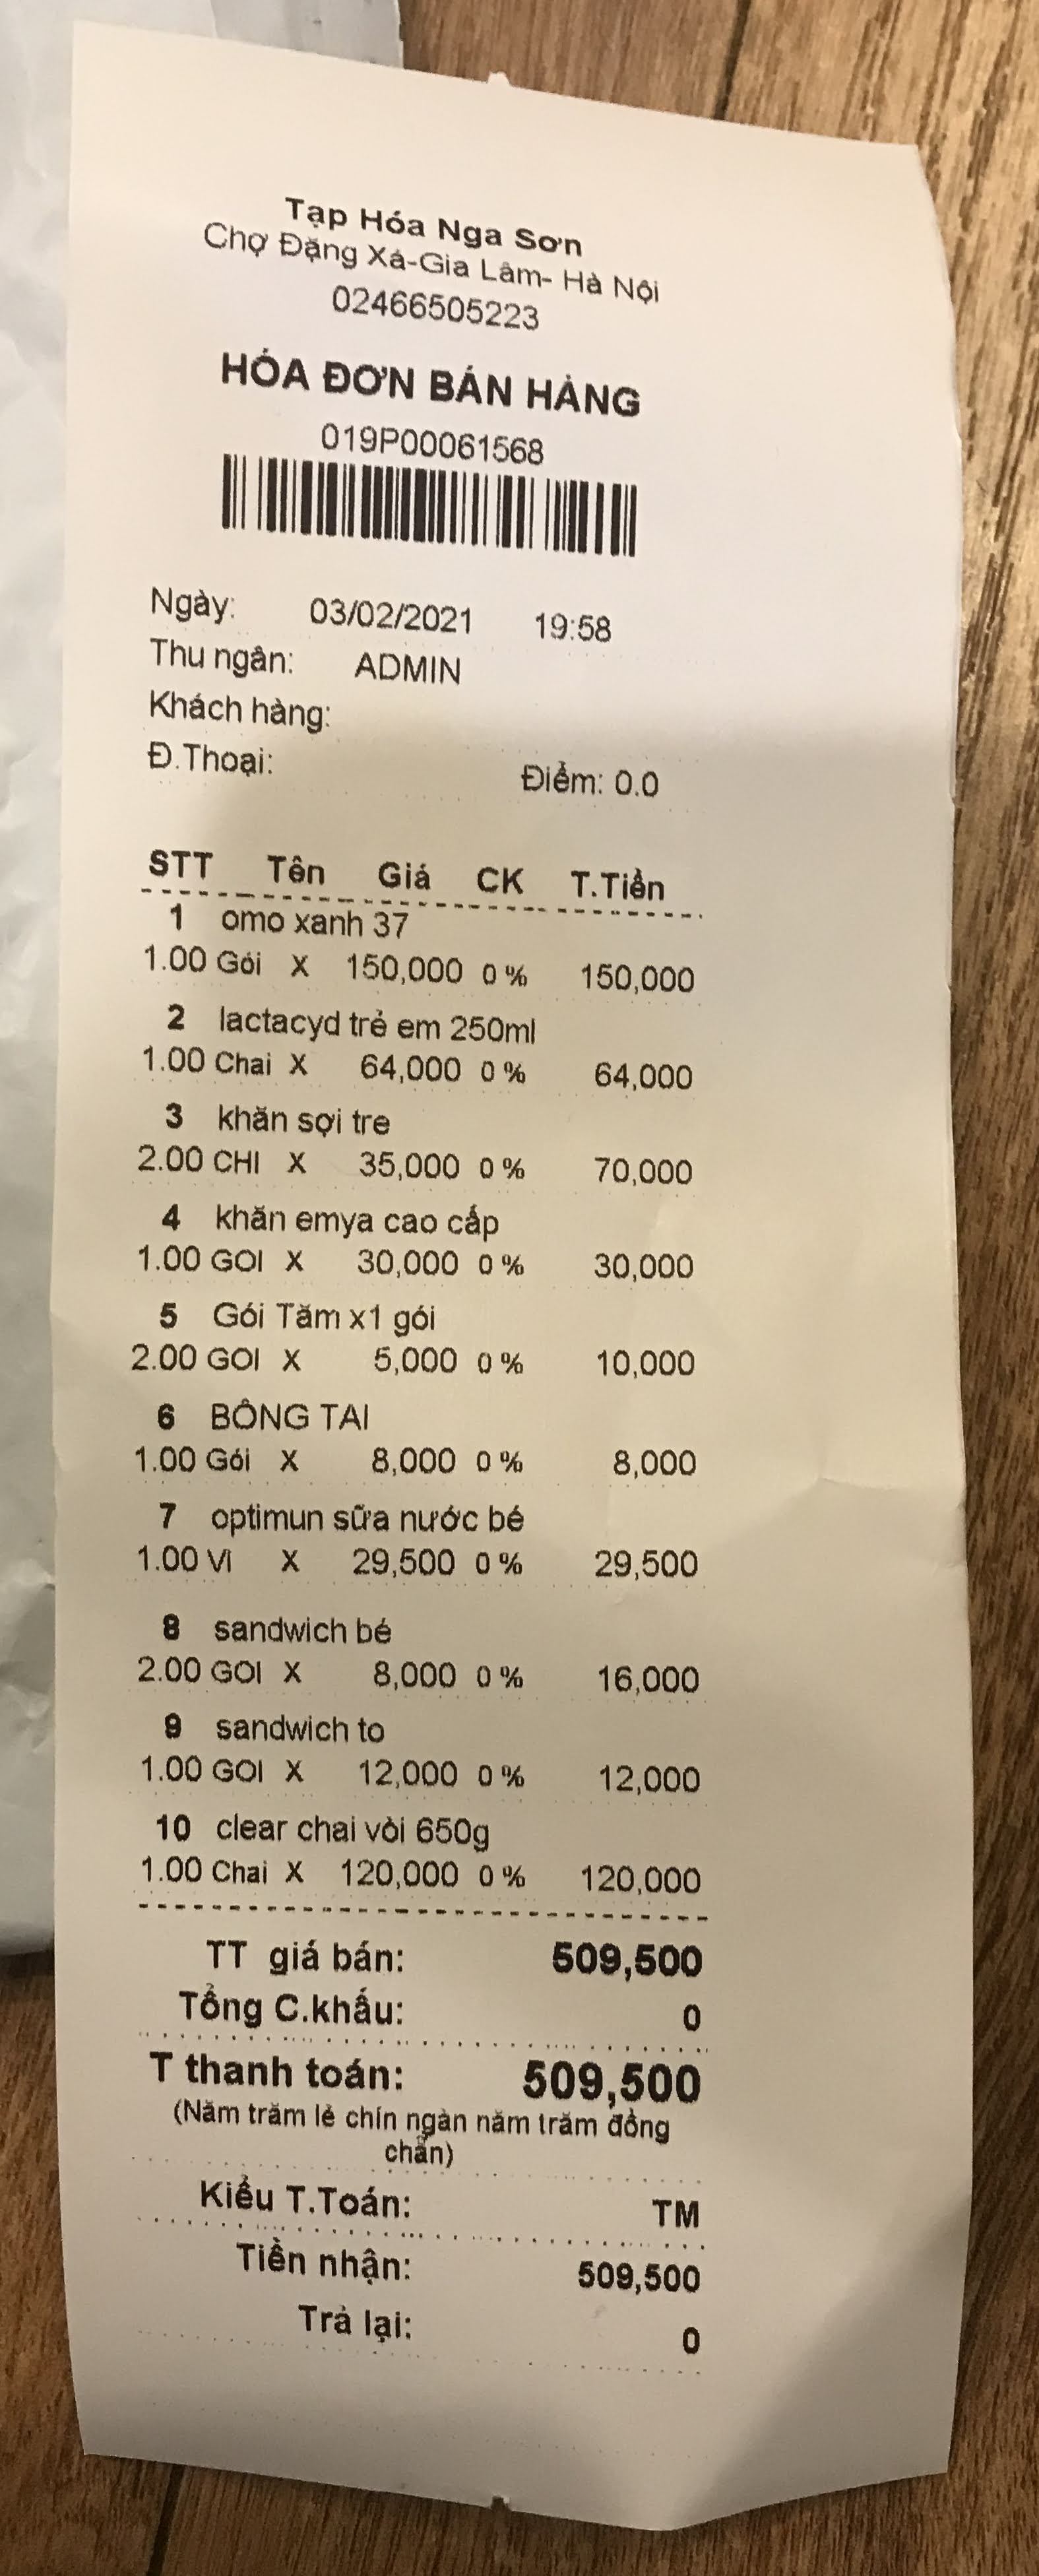 Tạp Hóa Nga Sơn
Chợ Đặng Xá-Gia Lâm- Hà Nội
02466505223
HÓA ĐƠN BÁN HÀNG
019P00061568
Ngày: 03/02/2021 19:58
Thu ngân: ADMIN
Khách hàng:
Đ.Thoại: Điểm: 0.0
STT Tên Giá CK T.Tiền
1 omo xanh 37
1.00 Gói X 150,000 0 % 150,000
2 lactacyd trẻ em 250ml
1.00 Chai X 64,000 0 % 64,000
3 khăn sợi tre
2.00 CHI X 35,000 0 % 70,000
4 khăn emya cao cấp
1.00 GOI X 30,000 0 % 30,000
5 Gói Tăm x1 gói
2.00 GOI X 5,000 0 % 10,000
6 BÔNG TAI
1.00 Gói X 8,000 0 % 8,000
7 optimun sữa nước bé
1.00 Vỉ X 29,500 0 % 29,500
8 sandwich bé
2.00 GOI X 8,000 0 % 16,000
9 sandwich to
1.00 GOI X 12,000 0 % 12,000
10 clear chai vòi 650g
1.00 Chai X 120,000 0 % 120,000
TT giá bán: 509,500
Tổng C.khấu: 0
T thanh toán: 509,500
(Năm trăm lẻ chín ngàn năm trăm đồng
chẵn)
Kiểu T.Toán: TM
Tiền nhận: 509,500
Trả lại: 0